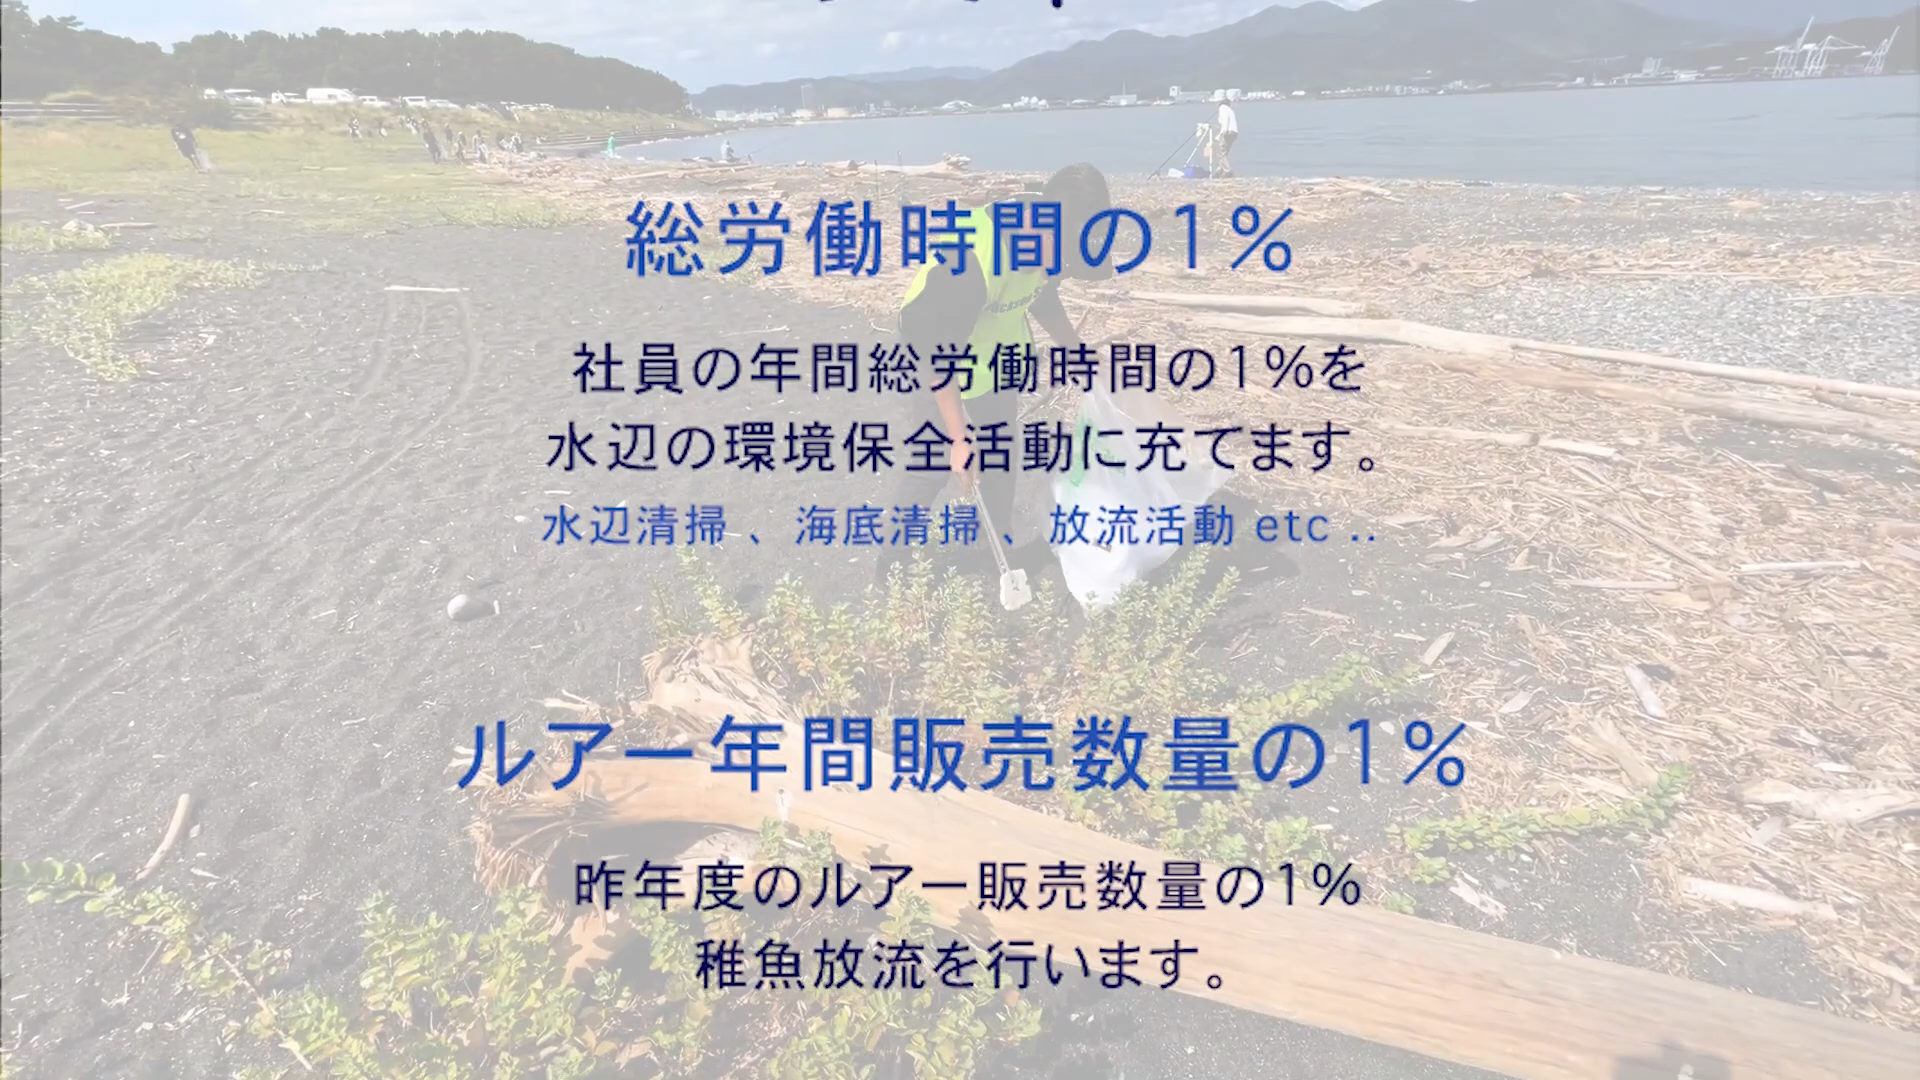 総労働時間の1%
社員の年間総労働時間の1%を
水辺の環境保全活動に充てます。
水辺清掃 、 海底清掃 、 放流活動 etc ..
ルアー年間販売数量の1%
昨年度のルアー販売数量の1%
稚魚放流を行います。